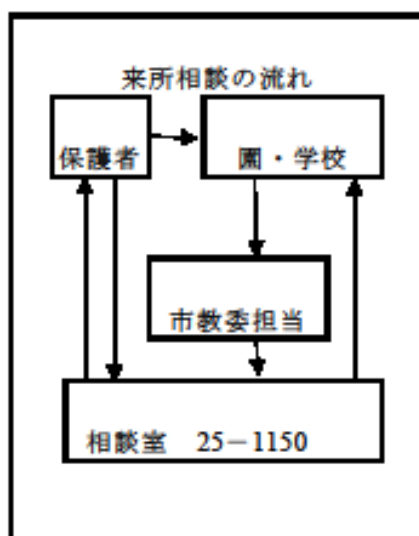 来所相談の流れ
保護者
園・学校
市教委担当
相談室　25－1150